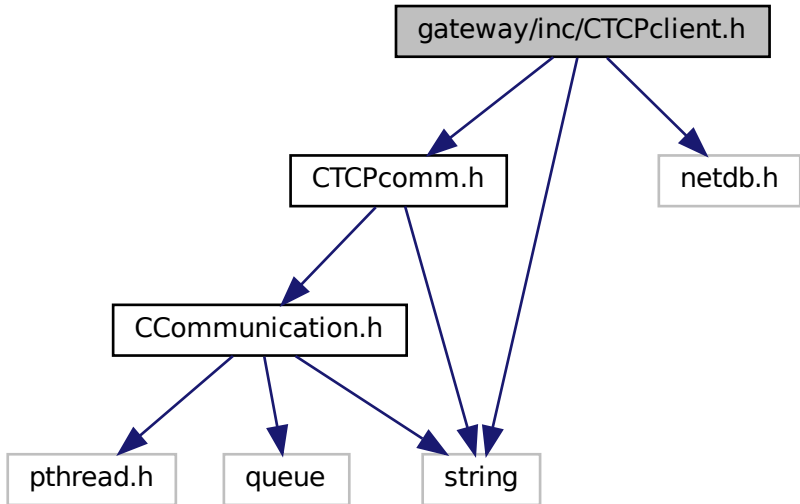 gateway/inc/CTCPclient.h
CTCPcomm.h
netdb.h
CCommunication.h
pthread.h
queue
string